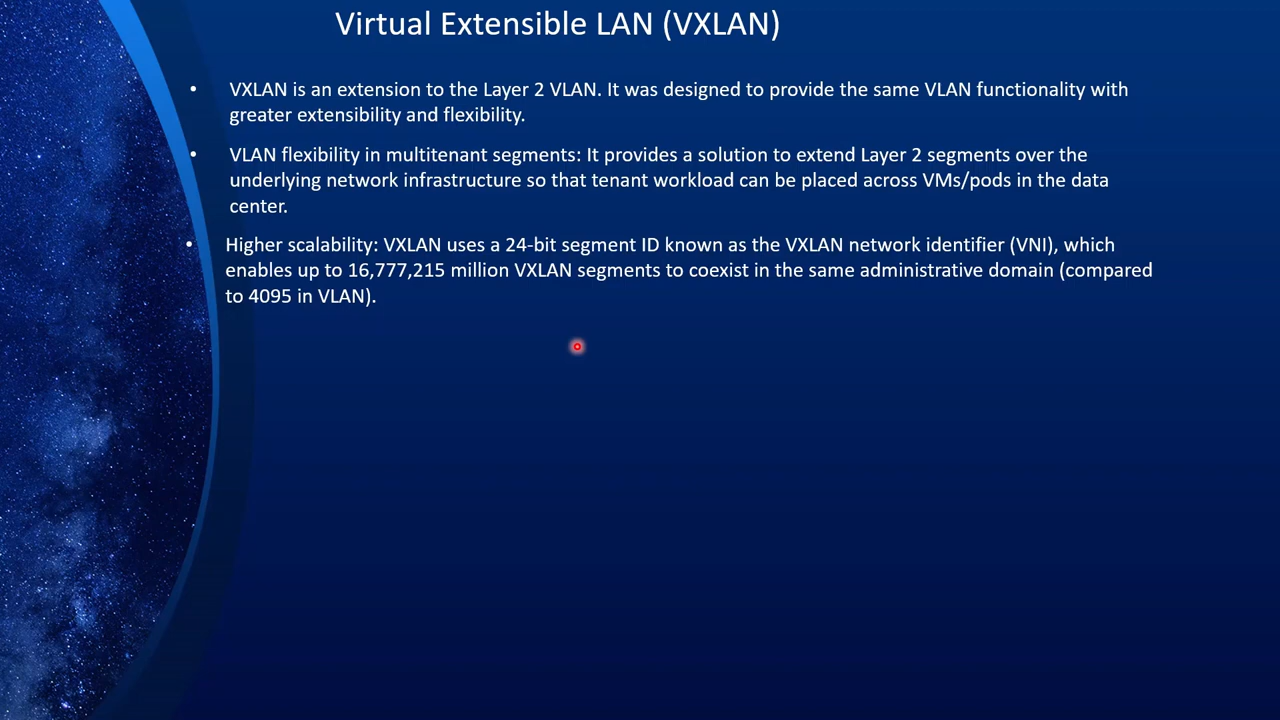 Virtual Extensible LAN (VXLAN)
• VXLAN is an extension to the Layer 2 VLAN. It was designed to provide the same VLAN functionality with
greater extensibility and flexibility.
• VLAN flexibility in multitenant segments: It provides a solution to extend Layer 2 segments over the
underlying network infrastructure so that tenant workload can be placed across VMs/pods in the data
center.
• Higher scalability: VXLAN uses a 24-bit segment ID known as the VXLAN network identifier (VNI), which
enables up to 16,777,215 million VXLAN segments to coexist in the same administrative domain (compared
to 4095 in VLAN).